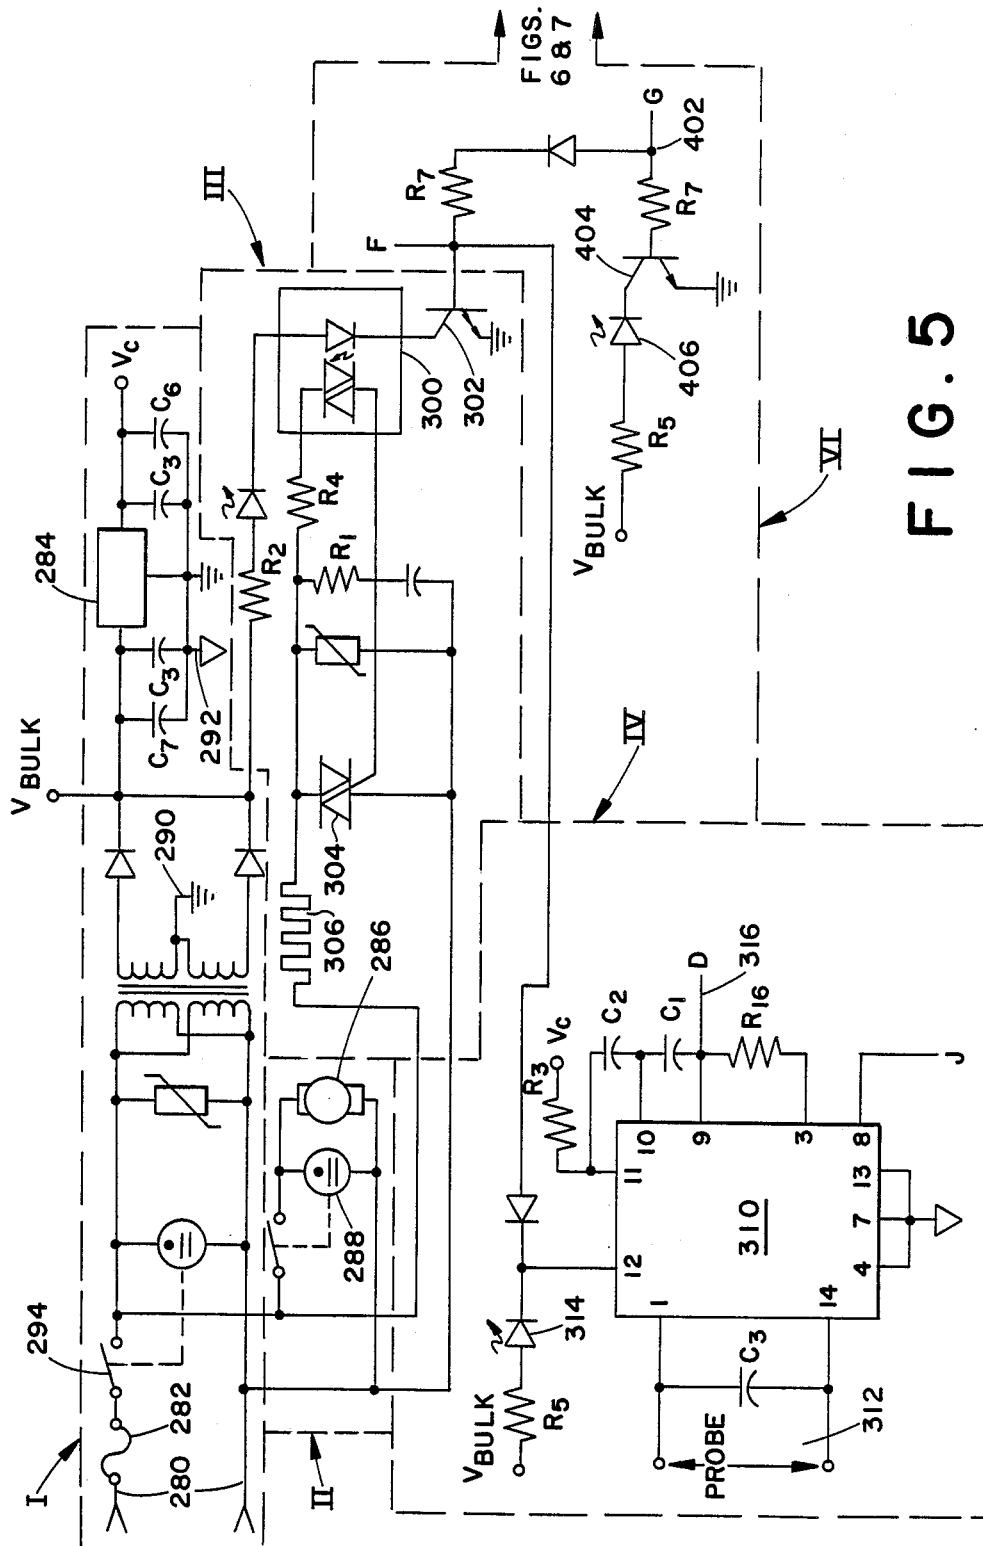 I
280
282
294
V BULK
290
284
C7
C3
292
C3
C6
VC
III
II
288
286
306
304
R2
R1
R4
300
302
F
R7
FIGS.
6 & 7
G
402
R7
404
406
R5
VBULK
VI
IV
VBULK
R5
314
R3
VC
C2
C1
D
316
R16
J
PROBE
312
C3
1
14
12
11
10
9
3
8
13
7
4
310
FIG. 5